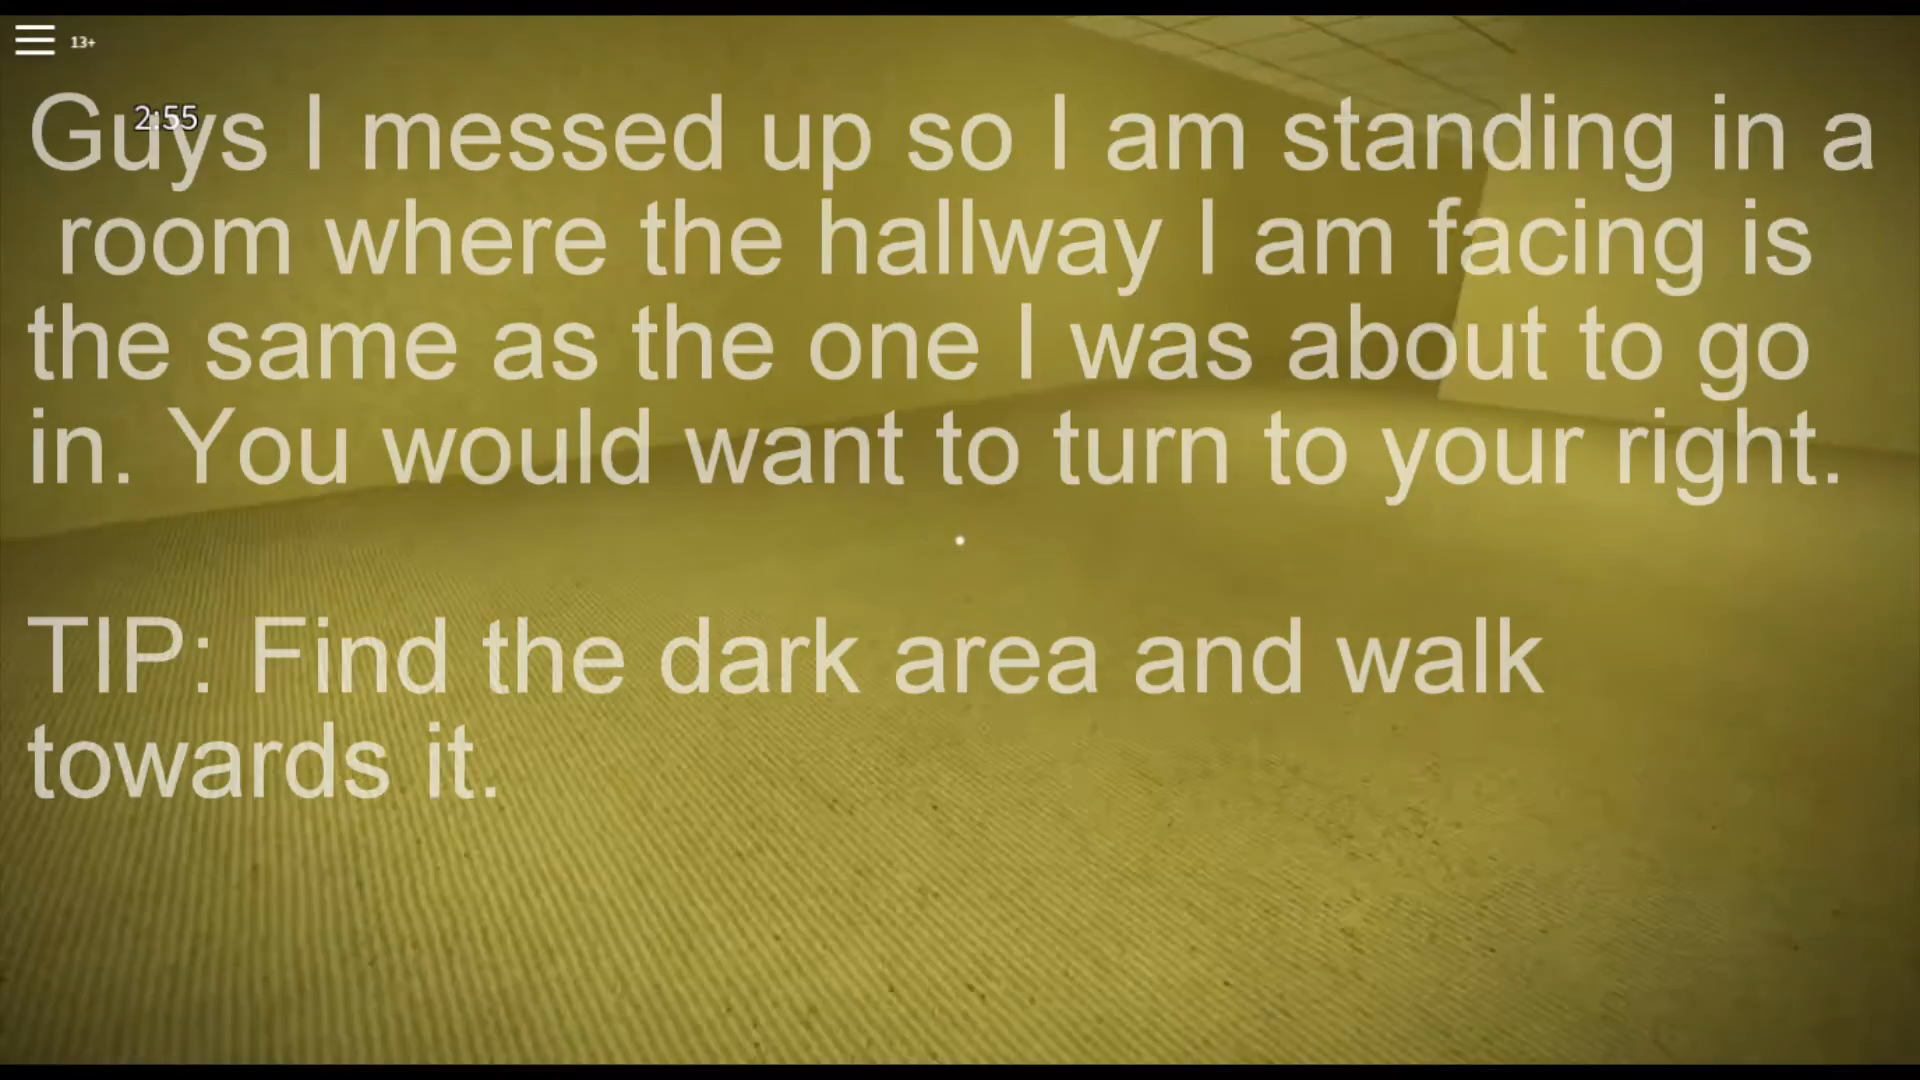 13+
2:55
Guys I messed up so I am standing in a
room where the hallway I am facing is
the same as the one I was about to go
in. You would want to turn to your right.
TIP: Find the dark area and walk
towards it.